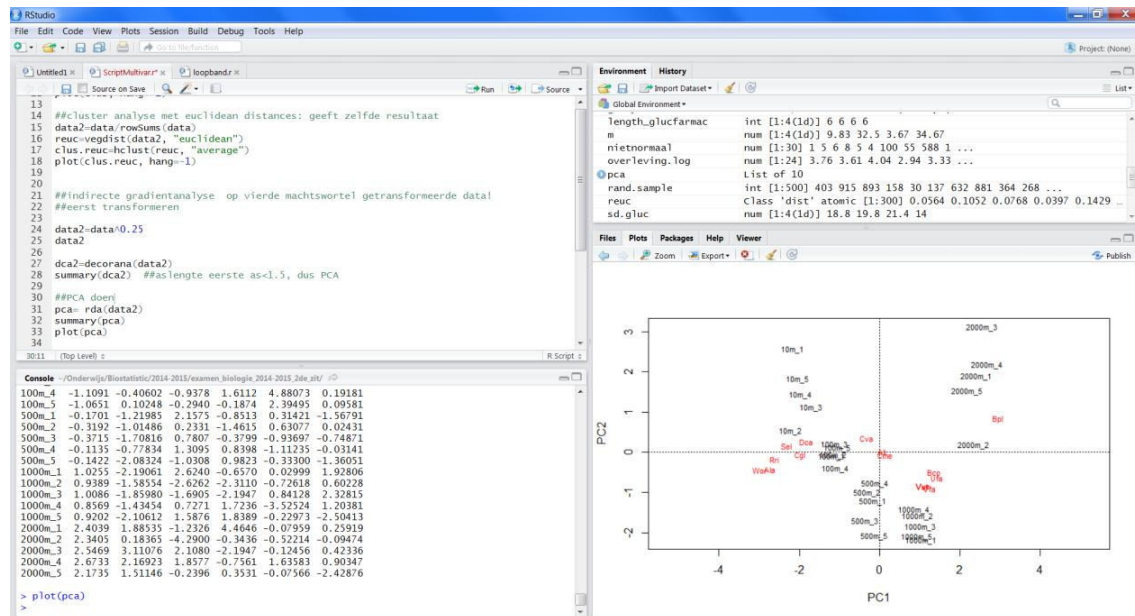 RStudio
File Edit Code View Plots Session Build Debug Tools Help
Go to file/function
Project: (None)
Untitled1 × ScriptMultivar.r* × loopband.r ×
Source on Save Run Source
13
14 ##cluster analyse met euclidean distances: geeft zelfde resultaat
15 data2=data/rowSums(data)
16 reuc=vegdist(data2, "euclidean")
17 clus.reuc=hclust(reuc, "average")
18 plot(clus.reuc, hang=-1)
19
20
21 ##indirecte gradientanalyse op vierde machtswortel getransformeerde data!
22 ##eerst transformeren
23
24 data2=data^0.25
25 data2
26
27 dca2=decorana(data2)
28 summary(dca2) ##aslengte eerste as<1.5, dus PCA
29
30 ##PCA doen
31 pca= rda(data2)
32 summary(pca)
33 plot(pca)
34
30:11 (Top Level) R Script
Console ~/Onderwijs/Biostatistic/2014-2015/examen_biologie_2014-2015_2de_zit/
100m_4 -1.1091 -0.40602 -0.9378 1.6112 4.88073 0.19181
100m_5 -1.0651 0.10248 -0.2940 -0.1874 2.39495 0.09581
500m_1 -0.1701 -1.21985 2.1575 -0.8513 0.31421 -1.56791
500m_2 -0.3192 -1.01486 0.2331 -1.4615 0.63077 0.02431
500m_3 -0.3715 -1.70816 0.7807 -0.3799 -0.93697 -0.74871
500m_4 -0.1135 -0.77834 1.3095 0.8398 -1.11235 -0.03141
500m_5 -0.1422 -2.08324 -1.0308 0.9823 -0.33300 -1.36051
1000m_1 1.0255 -2.19061 2.6240 -0.6570 0.02999 1.92806
1000m_2 0.9389 -1.58554 -2.6262 -2.3110 -0.72618 0.60228
1000m_3 1.0086 -1.85980 -1.6905 -2.1947 0.84128 2.32815
1000m_4 0.8569 -1.43454 0.7271 1.7236 -3.52524 1.20381
1000m_5 0.9202 -2.10612 1.5876 1.8389 -0.22973 -2.50413
2000m_1 2.4039 1.88535 -1.2326 4.4646 -0.07959 0.25919
2000m_2 2.3405 0.18365 -4.2900 -0.3436 -0.52214 -0.09474
2000m_3 2.5469 3.11076 2.1080 -2.1947 -0.12456 0.42336
2000m_4 2.6733 2.16923 1.8577 -0.7561 1.63583 0.90347
2000m_5 2.1735 1.51146 -0.2396 0.3531 -0.07566 -2.42876
> plot(pca)
>
Environment History
Import Dataset List
Global Environment
length_glucfarmac int [1:4(1d)] 6 6 6 6
m num [1:4(1d)] 9.83 32.5 3.67 34.67
nietnormaal num [1:30] 1 5 6 8 5 4 100 55 588 1 ...
overleving.log num [1:24] 3.76 3.61 4.04 2.94 3.33 ...
pca List of 10
rand.sample int [1:500] 403 915 893 158 30 137 632 881 364 268 ...
reuc Class 'dist' atomic [1:300] 0.0564 0.1052 0.0768 0.0397 0.1429 ...
sd.gluc num [1:4(1d)] 18.8 19.8 21.4 14
Files Plots Packages Help Viewer
Zoom Export Publish
PC2
3
2
1
0
-1
-2
2000m_3
10m_1
2000m_4
2000m_1
10m_5
2000m_5
10m_4
10m_3
Bpl
10m_2
Cva
2000m_2
Sel
Dca
100m_3
Cgl
Rri
Ala
100m_4
Bco
500m_4
500m_2
500m_1
1000m_4
1000m_2
500m_3
1000m_3
500m_5
1000m_1
-4 -2 0 2 4
PC1